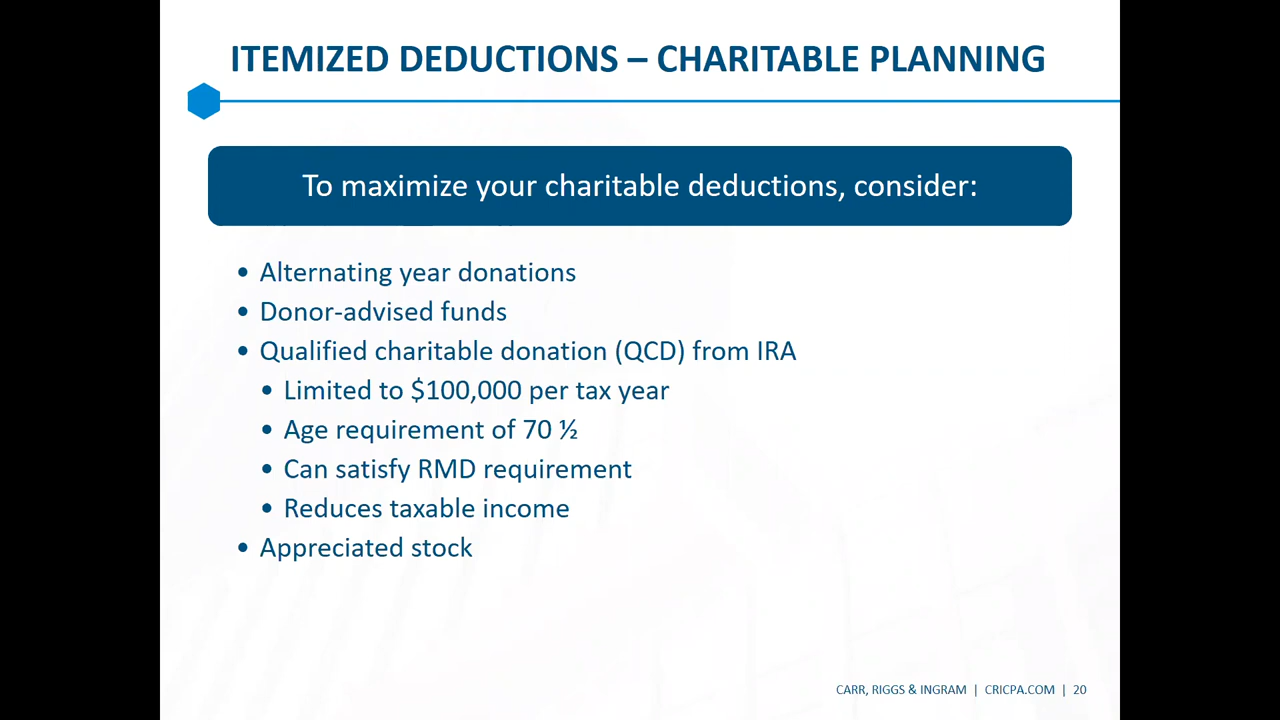 ITEMIZED DEDUCTIONS – CHARITABLE PLANNING
To maximize your charitable deductions, consider:
• Alternating year donations
• Donor-advised funds
• Qualified charitable donation (QCD) from IRA
• Limited to $100,000 per tax year
• Age requirement of 70 ½
• Can satisfy RMD requirement
• Reduces taxable income
• Appreciated stock
CARR, RIGGS & INGRAM | CRICPA.COM | 20